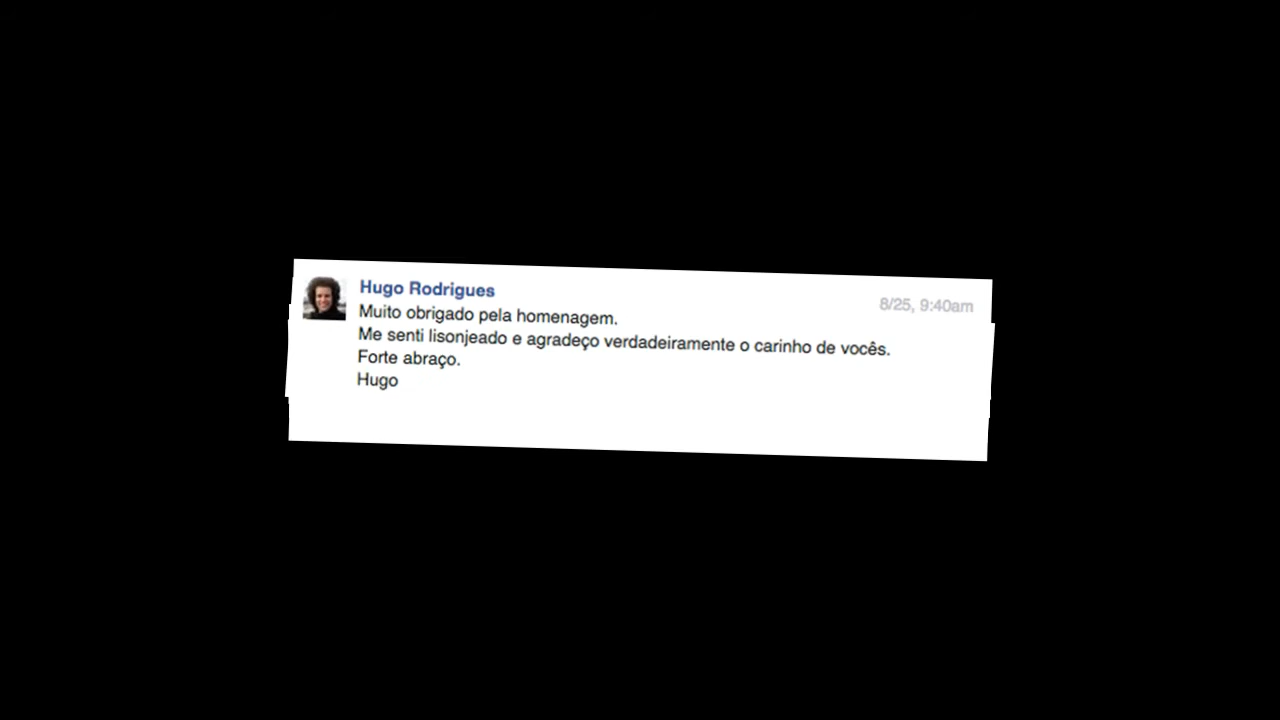 Hugo Rodrigues
8/25, 9:40am
Muito obrigado pela homenagem.
Me senti lisonjeado e agradeço verdadeiramente o carinho de vocês.
Forte abraço.
Hugo